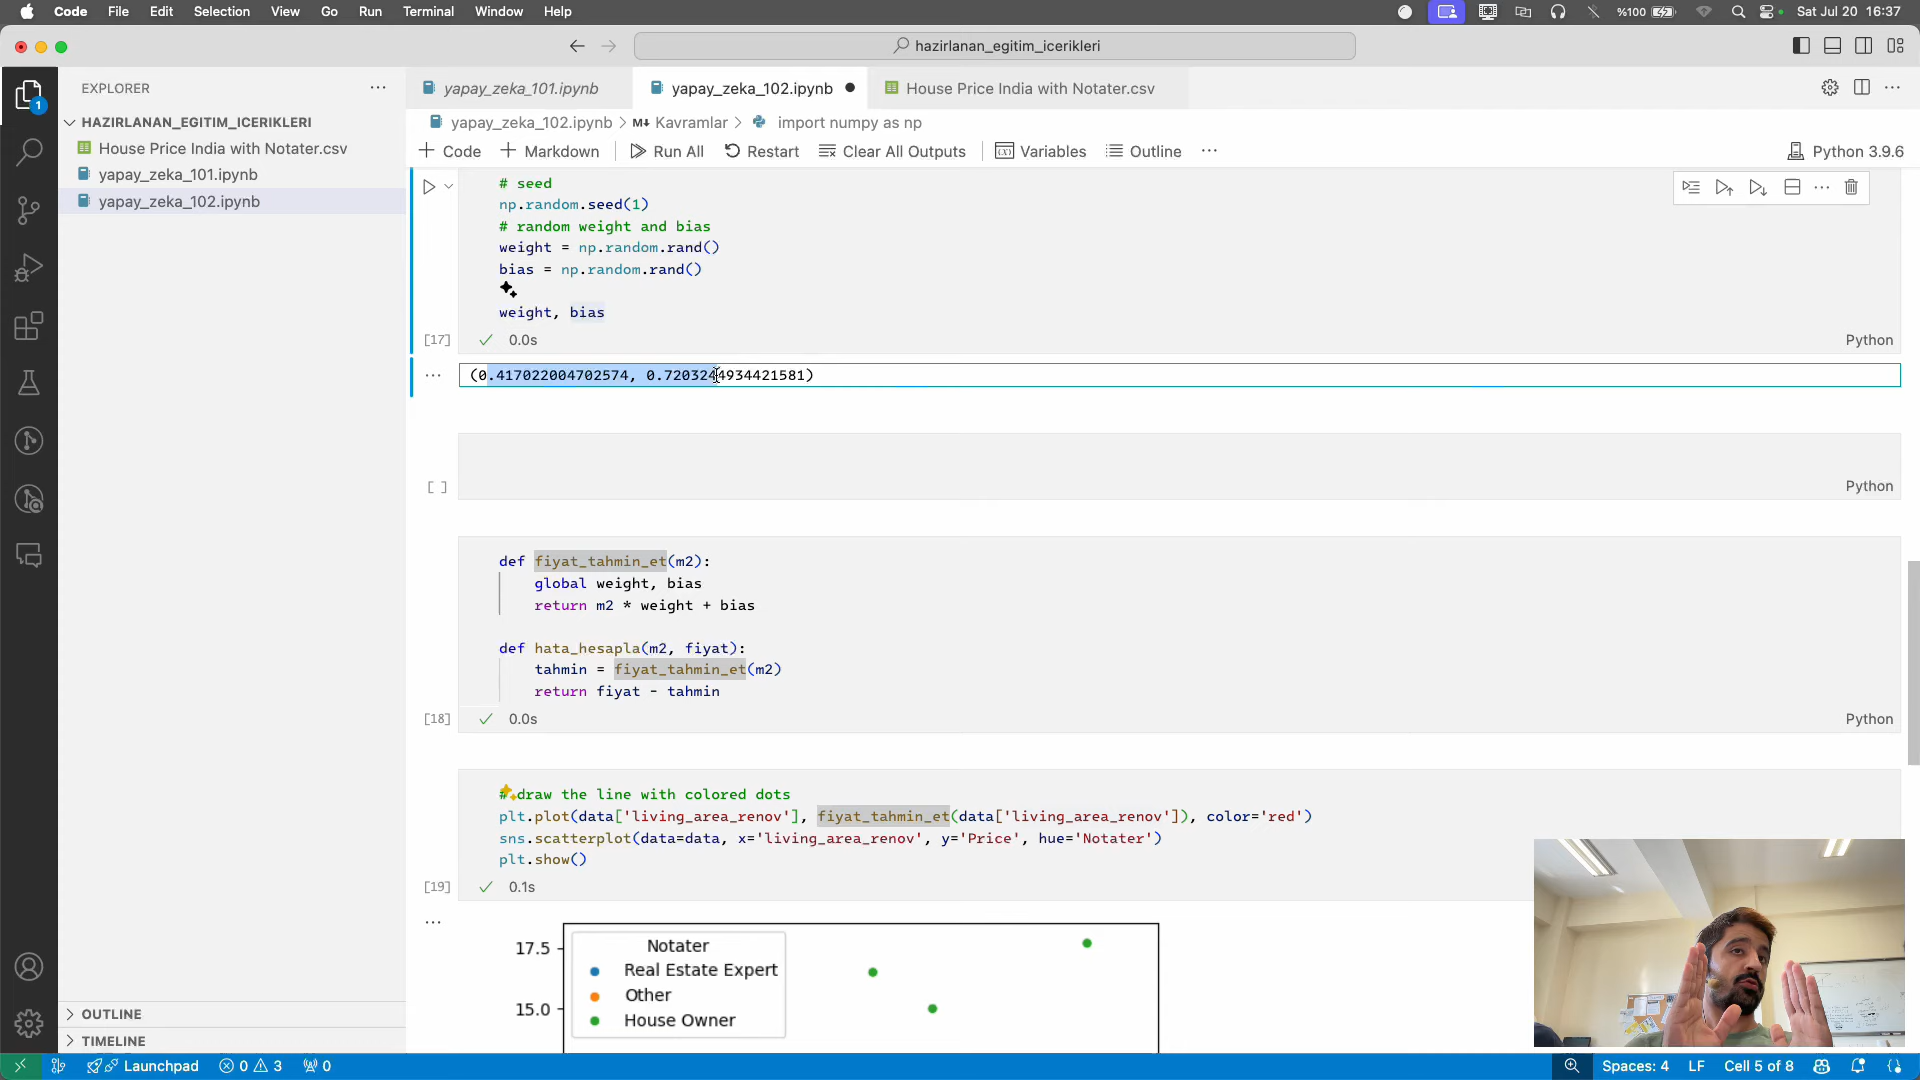 Code File Edit Selection View Go Run Terminal Window Help
%100 Sat Jul 20 16:37
hazirlanan_egitim_icerikleri
EXPLORER
HAZIRLANAN_EGITIM_ICERIKLERI
House Price India with Notater.csv
yapay_zeka_101.ipynb
yapay_zeka_102.ipynb
OUTLINE
TIMELINE
1
yapay_zeka_101.ipynb
yapay_zeka_102.ipynb
House Price India with Notater.csv
yapay_zeka_102.ipynb > M↓ Kavramlar > import numpy as np
+ Code + Markdown Run All Restart Clear All Outputs Variables Outline ...
Python 3.9.6
# seed
np.random.seed(1)
# random weight and bias
weight = np.random.rand()
bias = np.random.rand()
weight, bias
[17] 0.0s Python
(0.417022004702574, 0.7203244934421581)
[ ] Python
def fiyat_tahmin_et(m2):
global weight, bias
return m2 * weight + bias
def hata_hesapla(m2, fiyat):
tahmin = fiyat_tahmin_et(m2)
return fiyat - tahmin
[18] 0.0s Python
# draw the line with colored dots
plt.plot(data['living_area_renov'], fiyat_tahmin_et(data['living_area_renov']), color='red')
sns.scatterplot(data=data, x='living_area_renov', y='Price', hue='Notater')
plt.show()
[19] 0.1s
17.5
15.0
Notater
Real Estate Expert
Other
House Owner
Launchpad 0 3 0
Spaces: 4 LF Cell 5 of 8